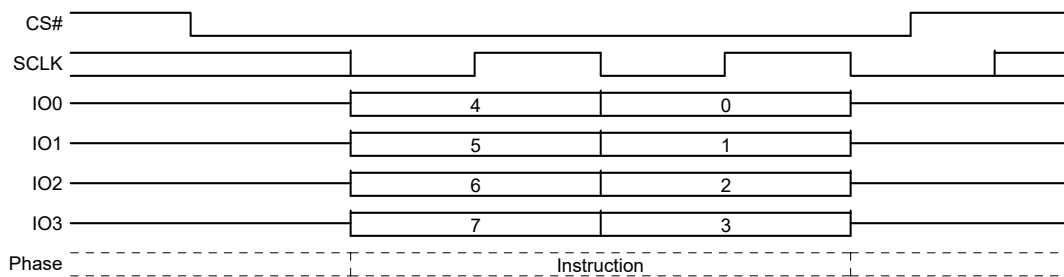 CS#
SCLK
IO0 4 0
IO1 5 1
IO2 6 2
IO3 7 3
Phase Instruction